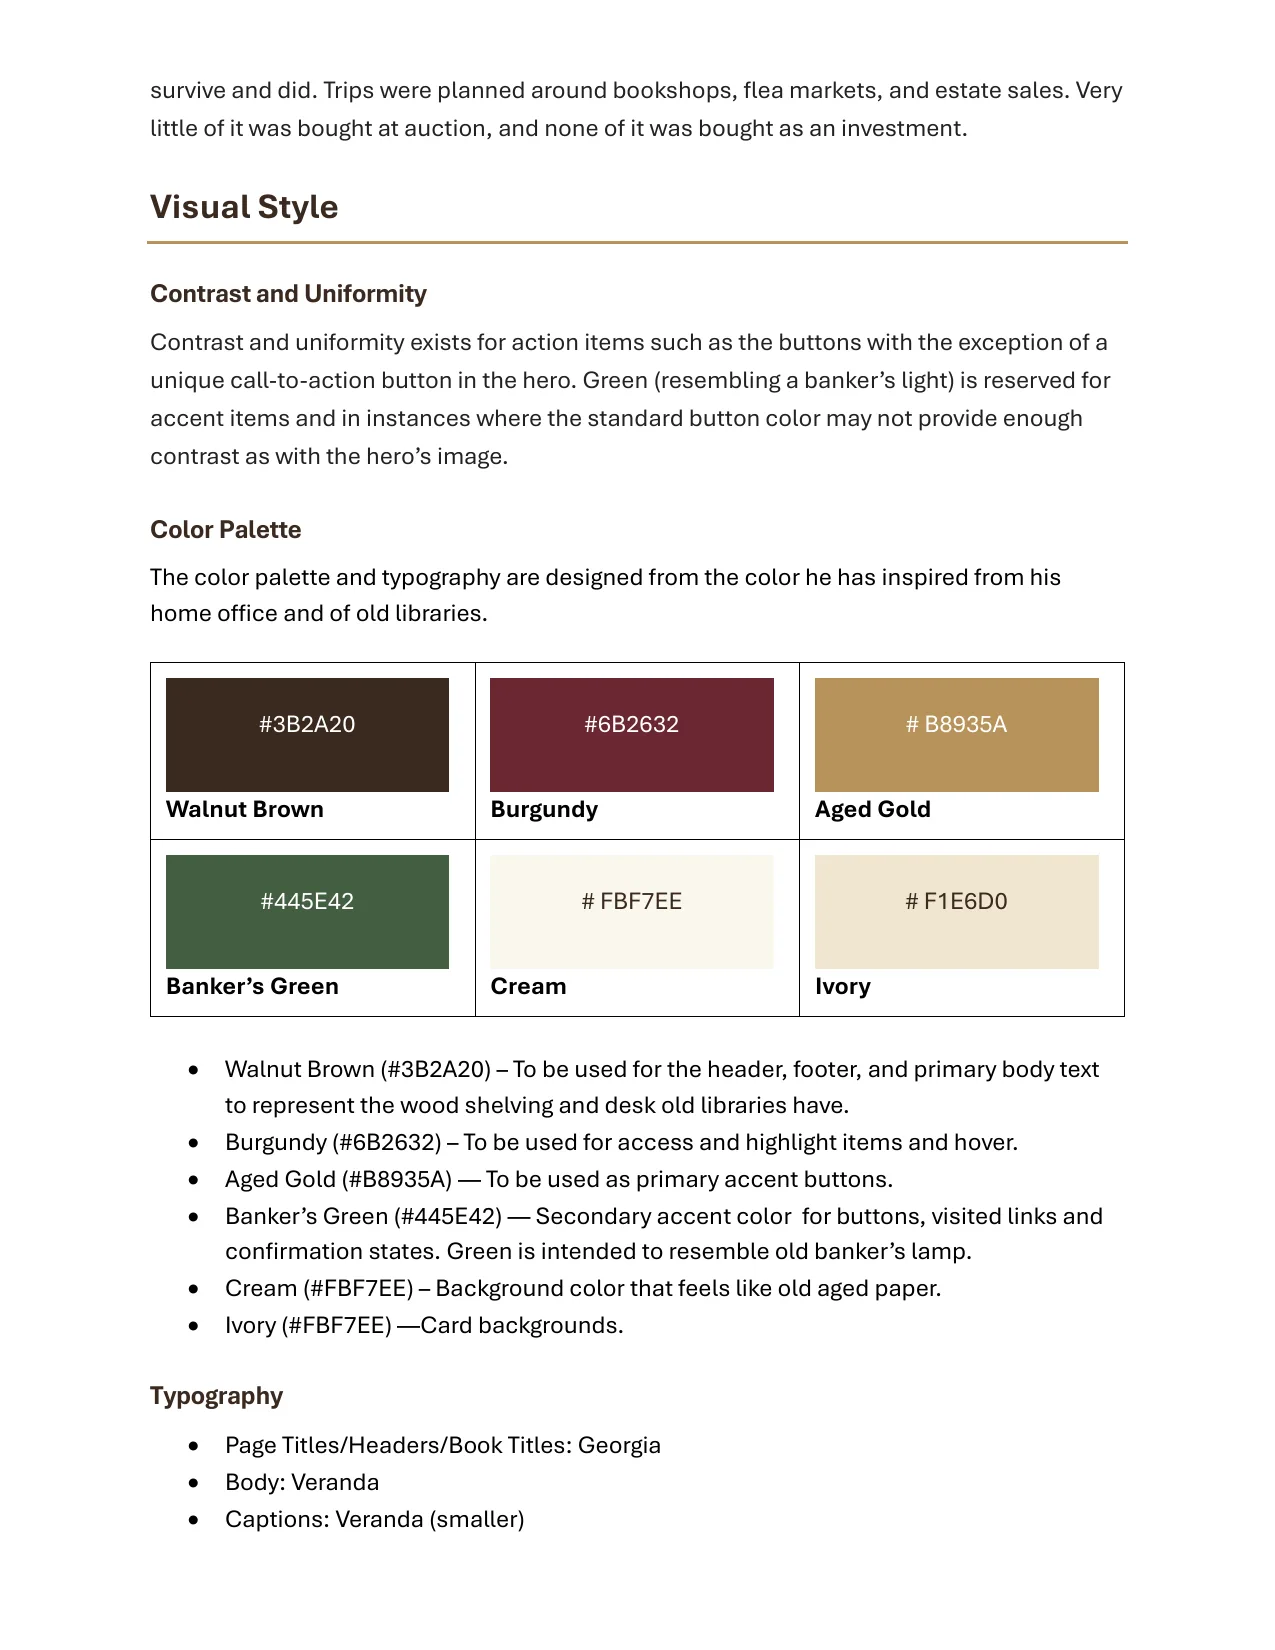 survive and did. Trips were planned around bookshops, flea markets, and estate sales. Very
little of it was bought at auction, and none of it was bought as an investment.
Visual Style
Contrast and Uniformity
Contrast and uniformity exists for action items such as the buttons with the exception of a
unique call-to-action button in the hero. Green (resembling a banker’s light) is reserved for
accent items and in instances where the standard button color may not provide enough
contrast as with the hero’s image.
Color Palette
The color palette and typography are designed from the color he has inspired from his
home office and of old libraries.
#3B2A20
Walnut Brown
#6B2632
Burgundy
# B8935A
Aged Gold
#445E42
Banker’s Green
# FBF7EE
Cream
# F1E6D0
Ivory
• Walnut Brown (#3B2A20) – To be used for the header, footer, and primary body text
to represent the wood shelving and desk old libraries have.
• Burgundy (#6B2632) – To be used for access and highlight items and hover.
• Aged Gold (#B8935A) — To be used as primary accent buttons.
• Banker’s Green (#445E42) — Secondary accent color  for buttons, visited links and
confirmation states. Green is intended to resemble old banker’s lamp.
• Cream (#FBF7EE) – Background color that feels like old aged paper.
• Ivory (#FBF7EE) —Card backgrounds.
Typography
• Page Titles/Headers/Book Titles: Georgia
• Body: Veranda
• Captions: Veranda (smaller)